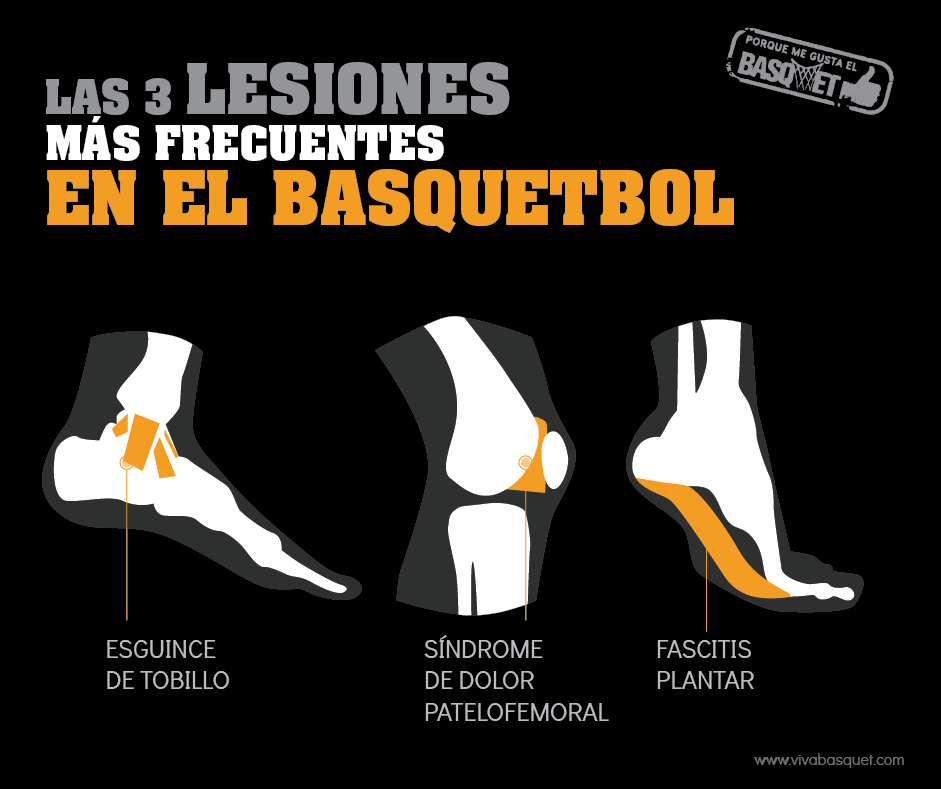 PORQUE ME GUSTA EL
BASQUET
LAS 3 LESIONES
MÁS FRECUENTES
EN EL BASQUETBOL
ESGUINCE
DE TOBILLO
SÍNDROME
DE DOLOR
PATELOFEMORAL
FASCITIS
PLANTAR
www.vivabasquet.com